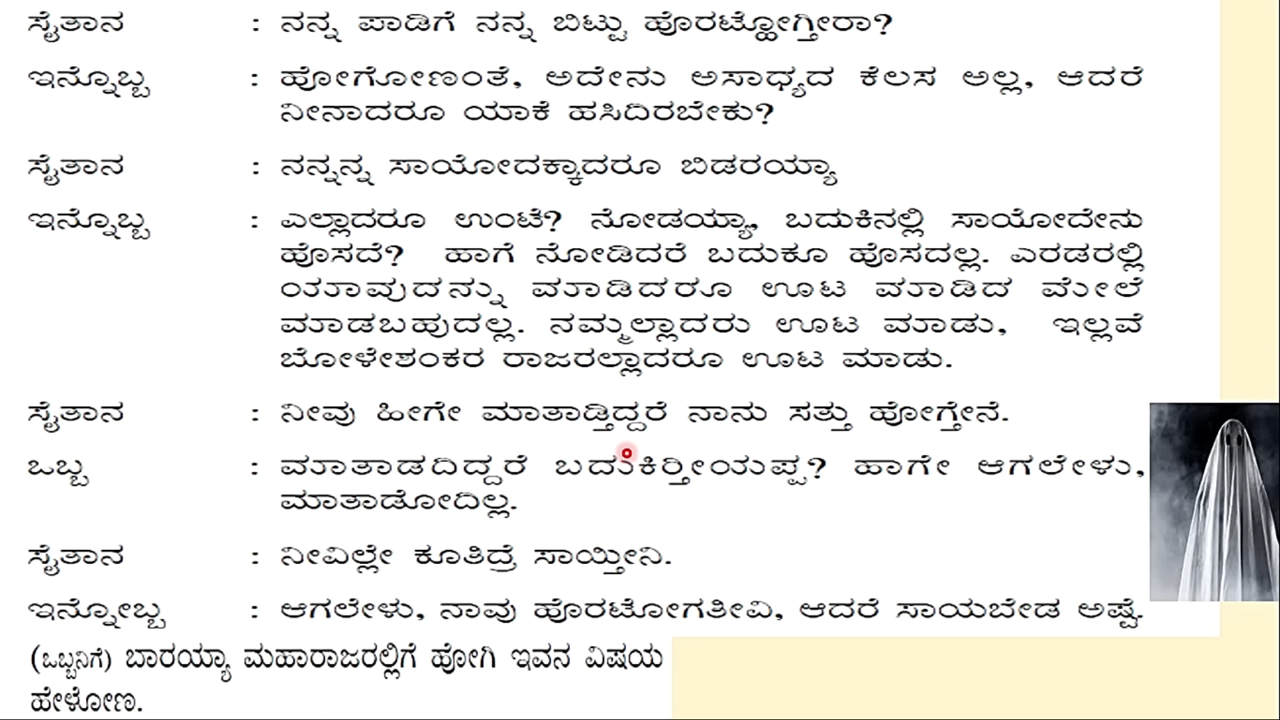 ಸೈತಾನ : ನನ್ನ ಪಾಡಿಗೆ ನನ್ನ ಬಿಟ್ಟು ಹೊರಟ್ಹೋಗ್ತೀರಾ?
ಇನ್ನೊಬ್ಬ : ಹೋಗೋಣಂತೆ, ಅದೇನು ಅಸಾಧ್ಯದ ಕೆಲಸ ಅಲ್ಲ, ಆದರೆ
ನೀನಾದರೂ ಯಾಕೆ ಹಸಿದಿರಬೇಕು?
ಸೈತಾನ : ನನ್ನನ್ನ ಸಾಯೋದಕ್ಕಾದರೂ ಬಿಡರಯ್ಯಾ
ಇನ್ನೊಬ್ಬ : ಎಲ್ಲಾದರೂ ಉಂಟೆ? ನೋಡಯ್ಯಾ, ಬದುಕಿನಲ್ಲಿ ಸಾಯೋದೇನು
ಹೊಸದೆ? ಹಾಗೆ ನೋಡಿದರೆ ಬದುಕೂ ಹೊಸದಲ್ಲ. ಎರಡರಲ್ಲಿ
ಯಾವುದನ್ನು ಮಾಡಿದರೂ ಊಟ ಮಾಡಿದ ಮೇಲೆ
ಮಾಡಬಹುದಲ್ಲ. ನಮ್ಮಲ್ಲಾದರು ಊಟ ಮಾಡು, ಇಲ್ಲವೆ
ಬೋಳೇಶಂಕರ ರಾಜರಲ್ಲಾದರೂ ಊಟ ಮಾಡು.
ಸೈತಾನ : ನೀವು ಹೀಗೇ ಮಾತಾಡ್ತಿದ್ದರೆ ನಾನು ಸತ್ತು ಹೋಗ್ತೇನೆ.
ಒಬ್ಬ : ಮಾತಾಡದಿದ್ದರೆ ಬದುಕಿರ್‍ತೀಯಪ್ಪ? ಹಾಗೇ ಆಗಲೇಳು,
ಮಾತಾಡೋದಿಲ್ಲ.
ಸೈತಾನ : ನೀವಿಲ್ಲೇ ಕೂತಿದ್ರೆ ಸಾಯ್ತೀನಿ.
ಇನ್ನೋಬ್ಬ : ಆಗಲೇಳು, ನಾವು ಹೊರಟೋಗತೀವಿ, ಆದರೆ ಸಾಯಬೇಡ ಅಷ್ಟೆ.
(ಒಬ್ಬನಿಗೆ) ಬಾರಯ್ಯಾ ಮಹಾರಾಜರಲ್ಲಿಗೆ ಹೋಗಿ ಇವನ ವಿಷಯ
ಹೇಳೋಣ.